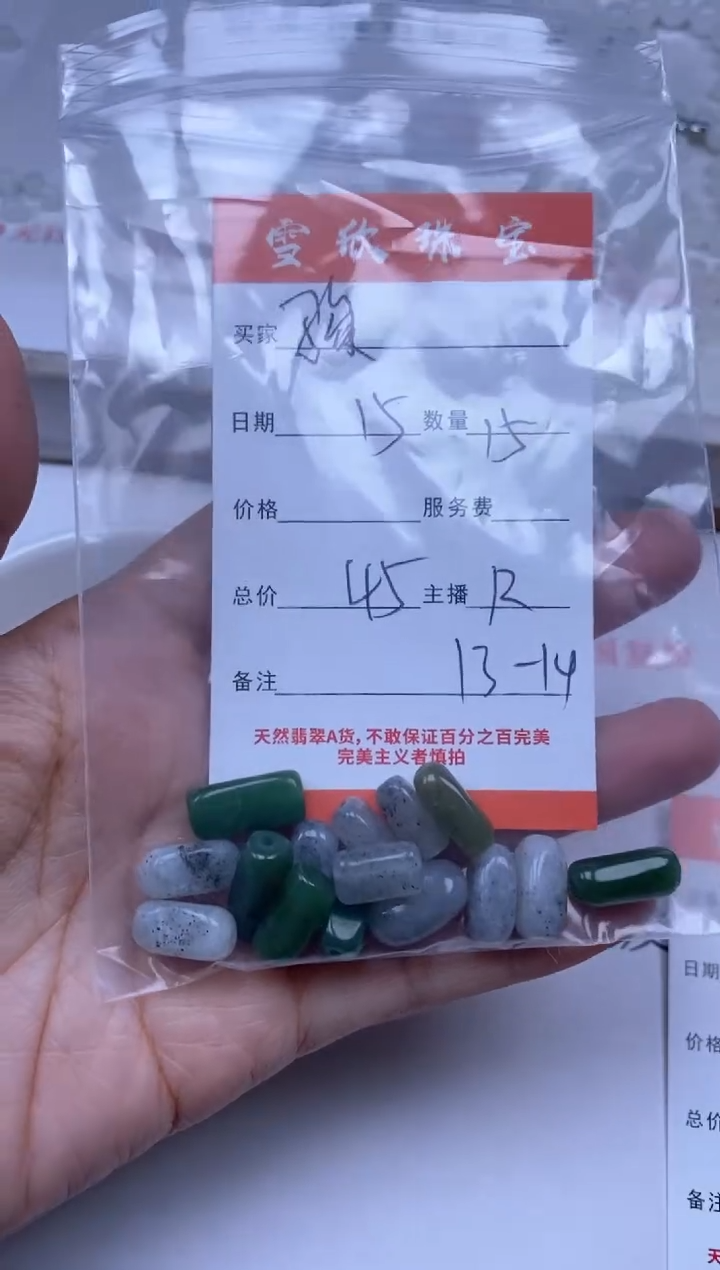 雪欣珠宝
买家
日期 15 数量 15
价格 服务费
总价 45 主播 R
备注 13-14
天然翡翠A货,不敢保证百分之百完美
完美主义者慎拍
日期
价格
总价
备注
天